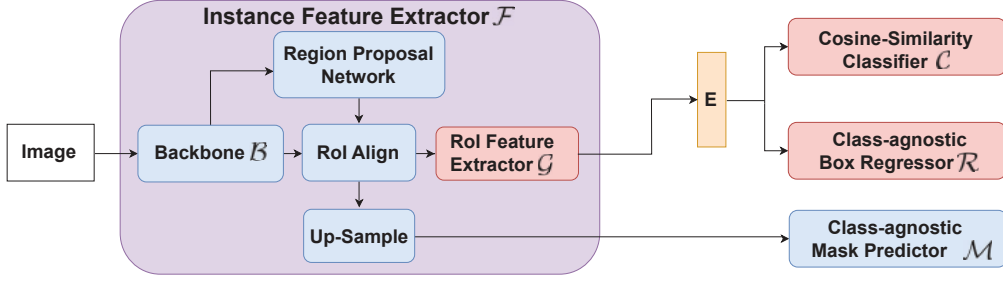 Instance Feature Extractor ℱ
Region Proposal
Network
Image
Backbone ℬ
RoI Align
RoI Feature
Extractor 𝒢
Up-Sample
E
Cosine-Similarity
Classifier 𝒞
Class-agnostic
Box Regressor ℛ
Class-agnostic
Mask Predictor ℳ